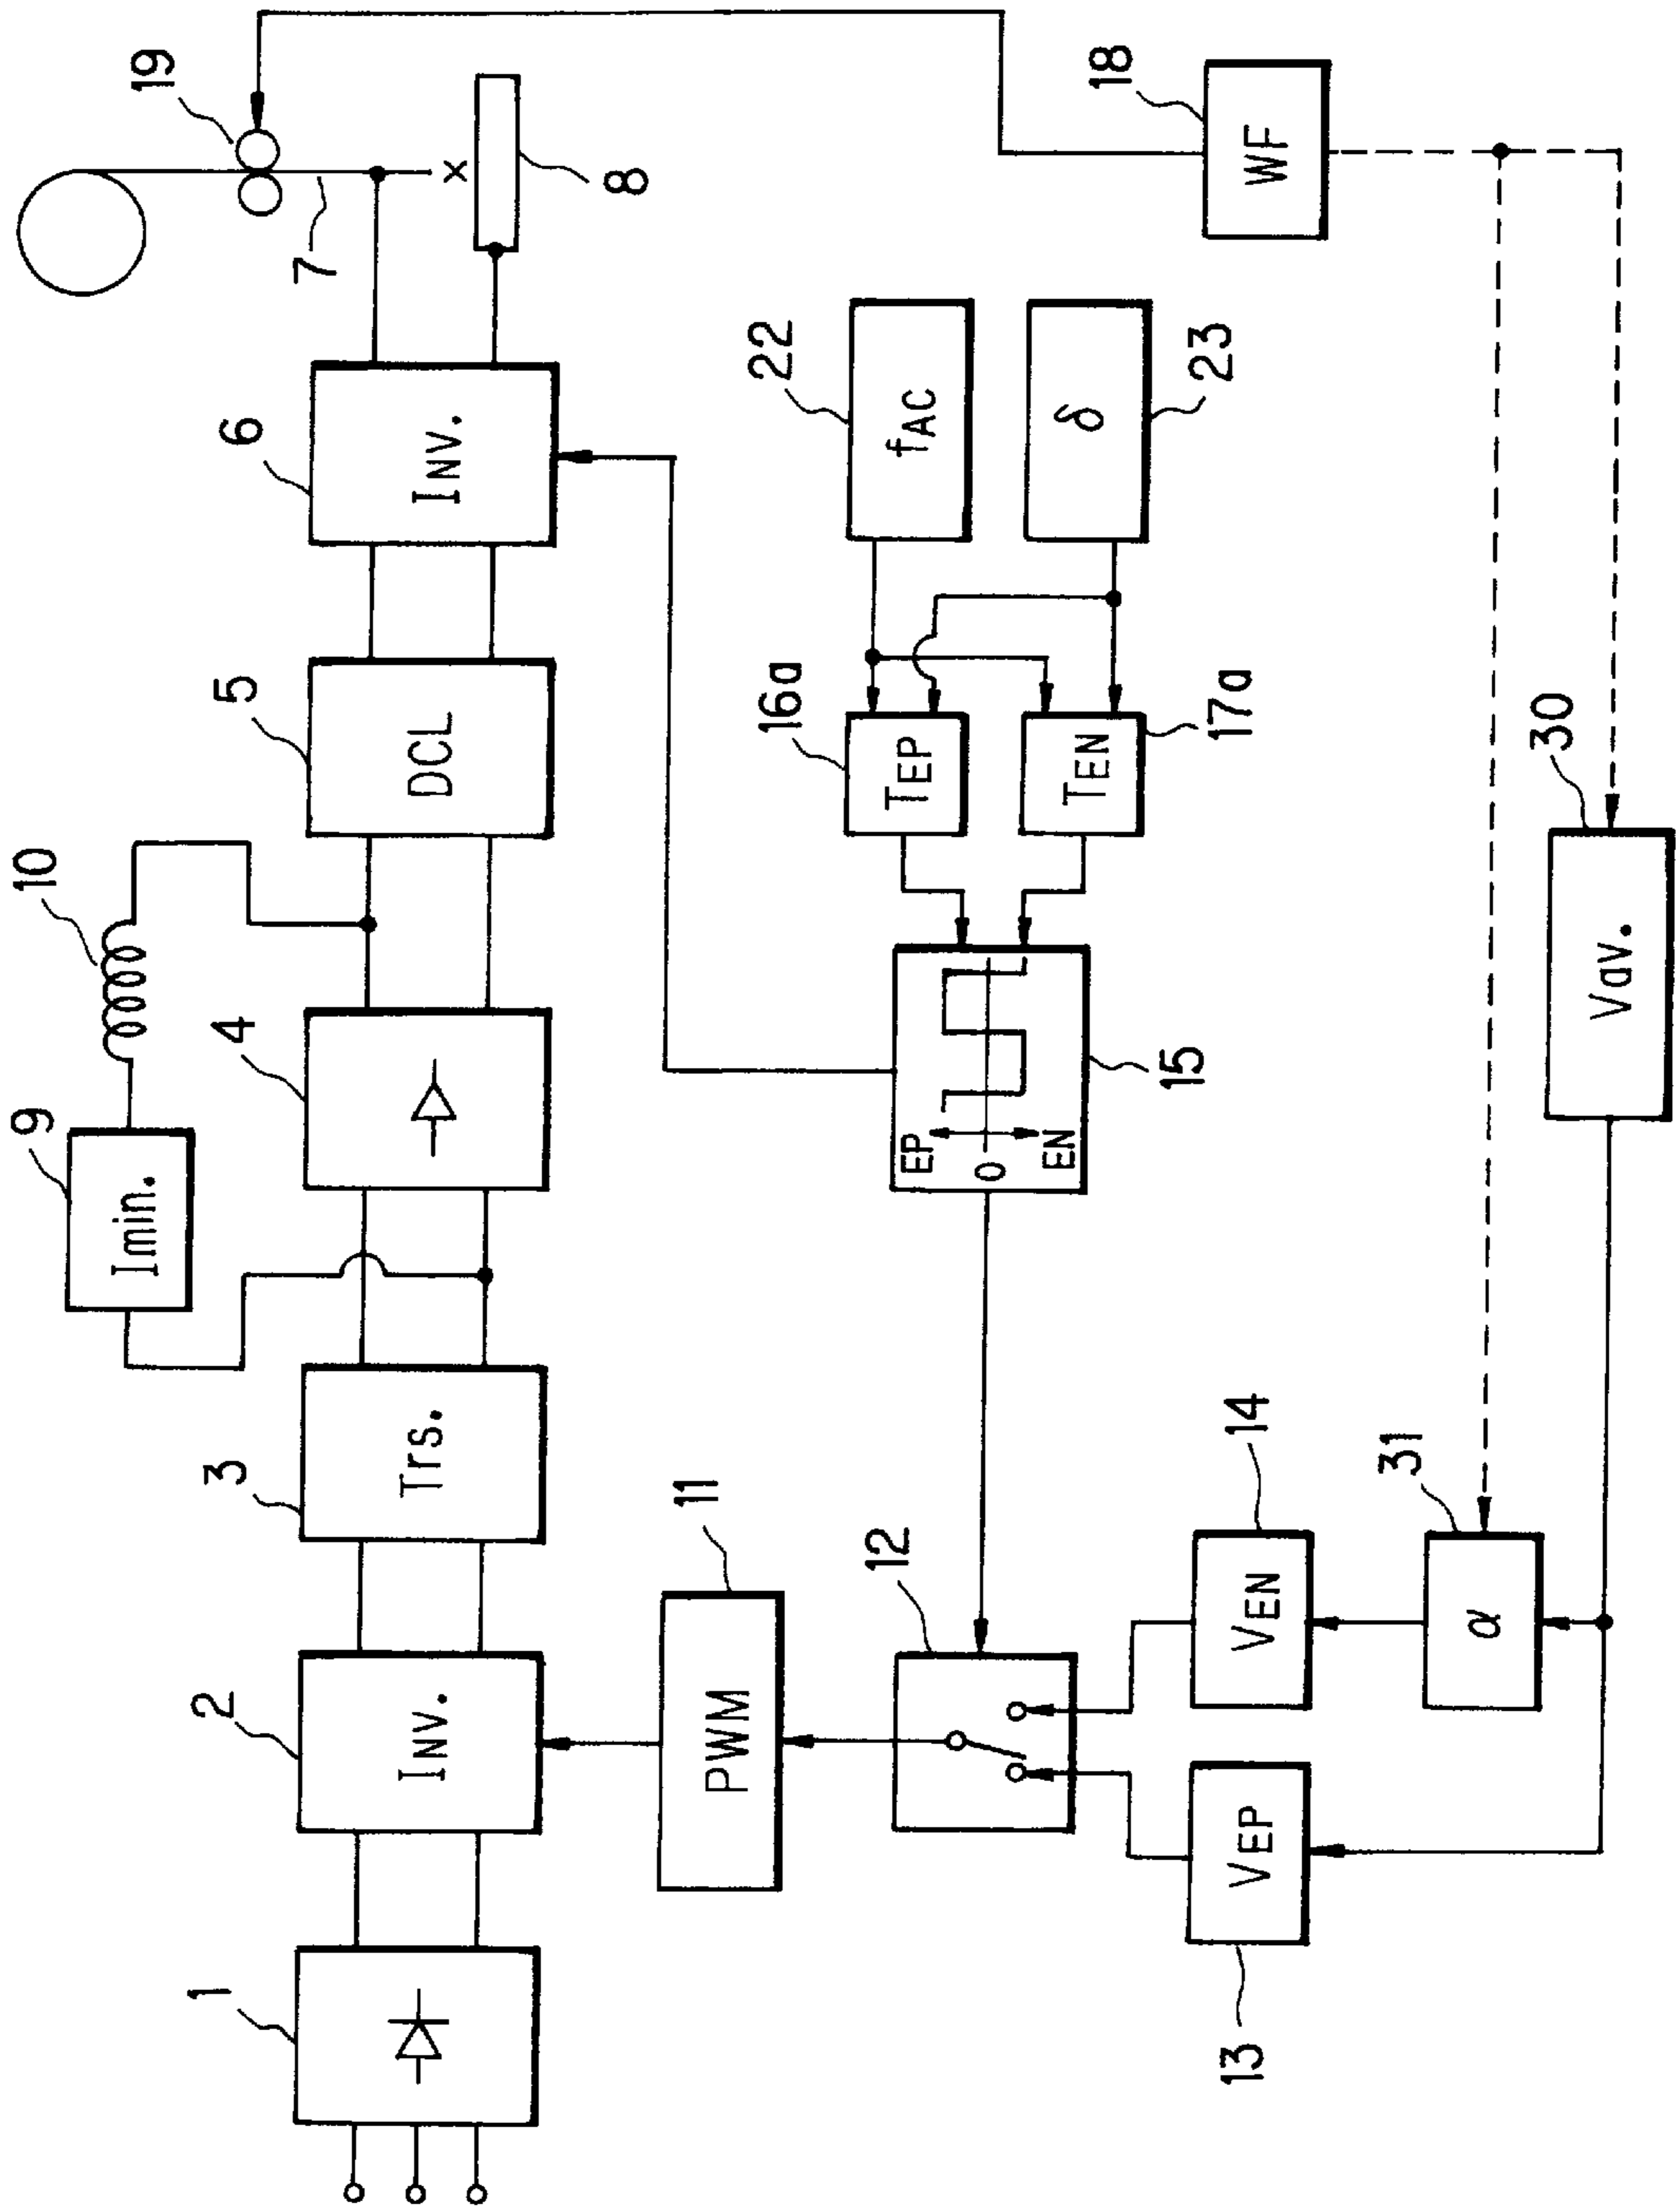 10
9
Imin.
19
7
8
1
2
INV.
3
Trs.
4
5
DCL
6
INV.
11
PWM
12
15
EP
0
EN
16a
TEP
17a
TEN
22
fAC
δ
23
18
WF
13
VEP
14
VEN
31
α
30
Vav.